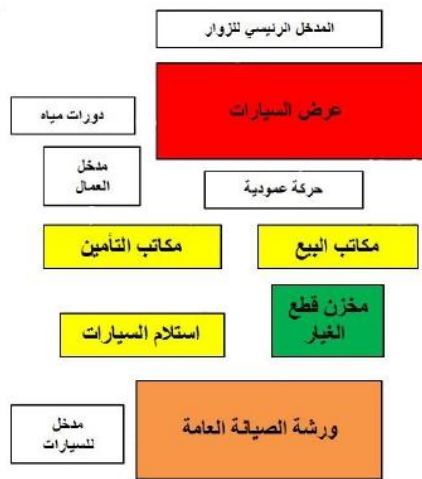 المدخل الرئيسي للزوار
عرض السيارات
دورات مياه
مدخل
العمال
حركة عمودية
مكاتب البيع
مكاتب التأمين
مخزن قطع
الغيار
استلام السيارات
ورشة الصيانة العامة
مدخل
للسيارات